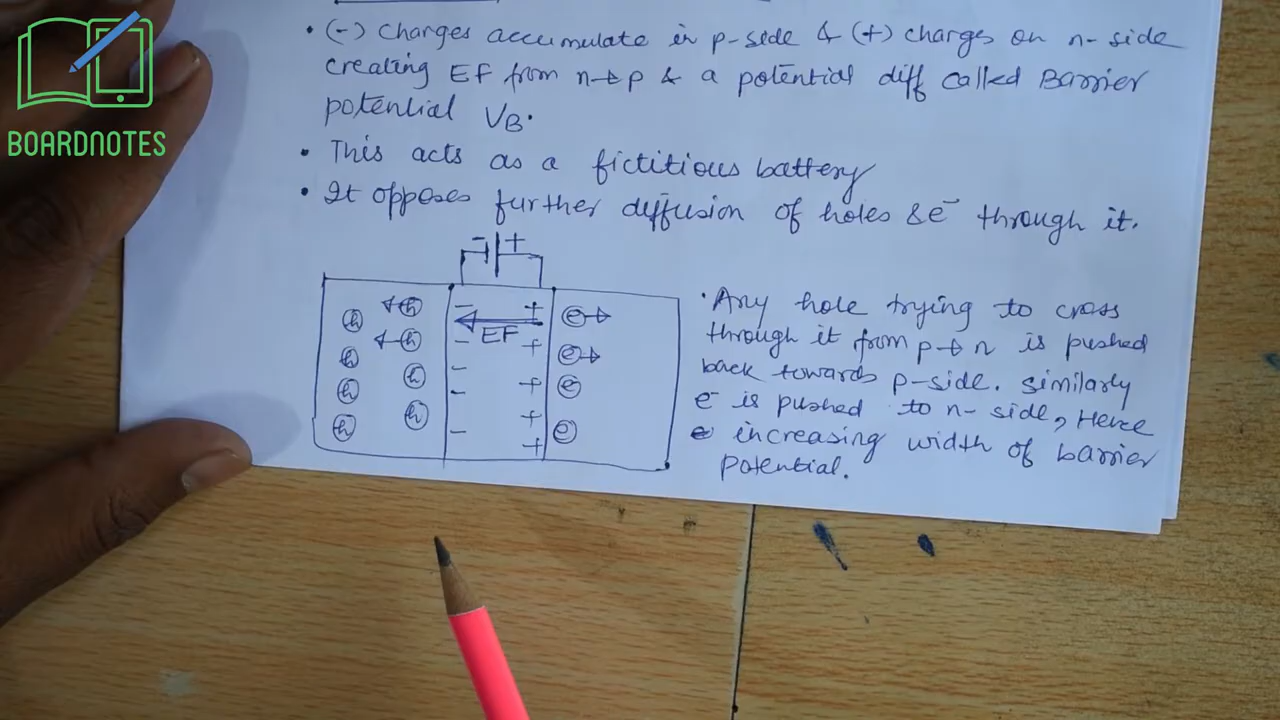 BOARDNOTES
• (-) charges accumulate in p-side & (+) charges on n-side
creating EF from n→p & a potential diff called Barrier
potential VB.
• This acts as a fictitious battery
• It opposes further diffusion of holes & e⁻ through it.
- +
h h - + e
EF
h h - + e
h h - + e
h h - + e
- +
• Any hole trying to cross
through it from p→n is pushed
back towards p-side. similarly
e⁻ is pushed to n-side, Hence
increasing width of barrier
potential.